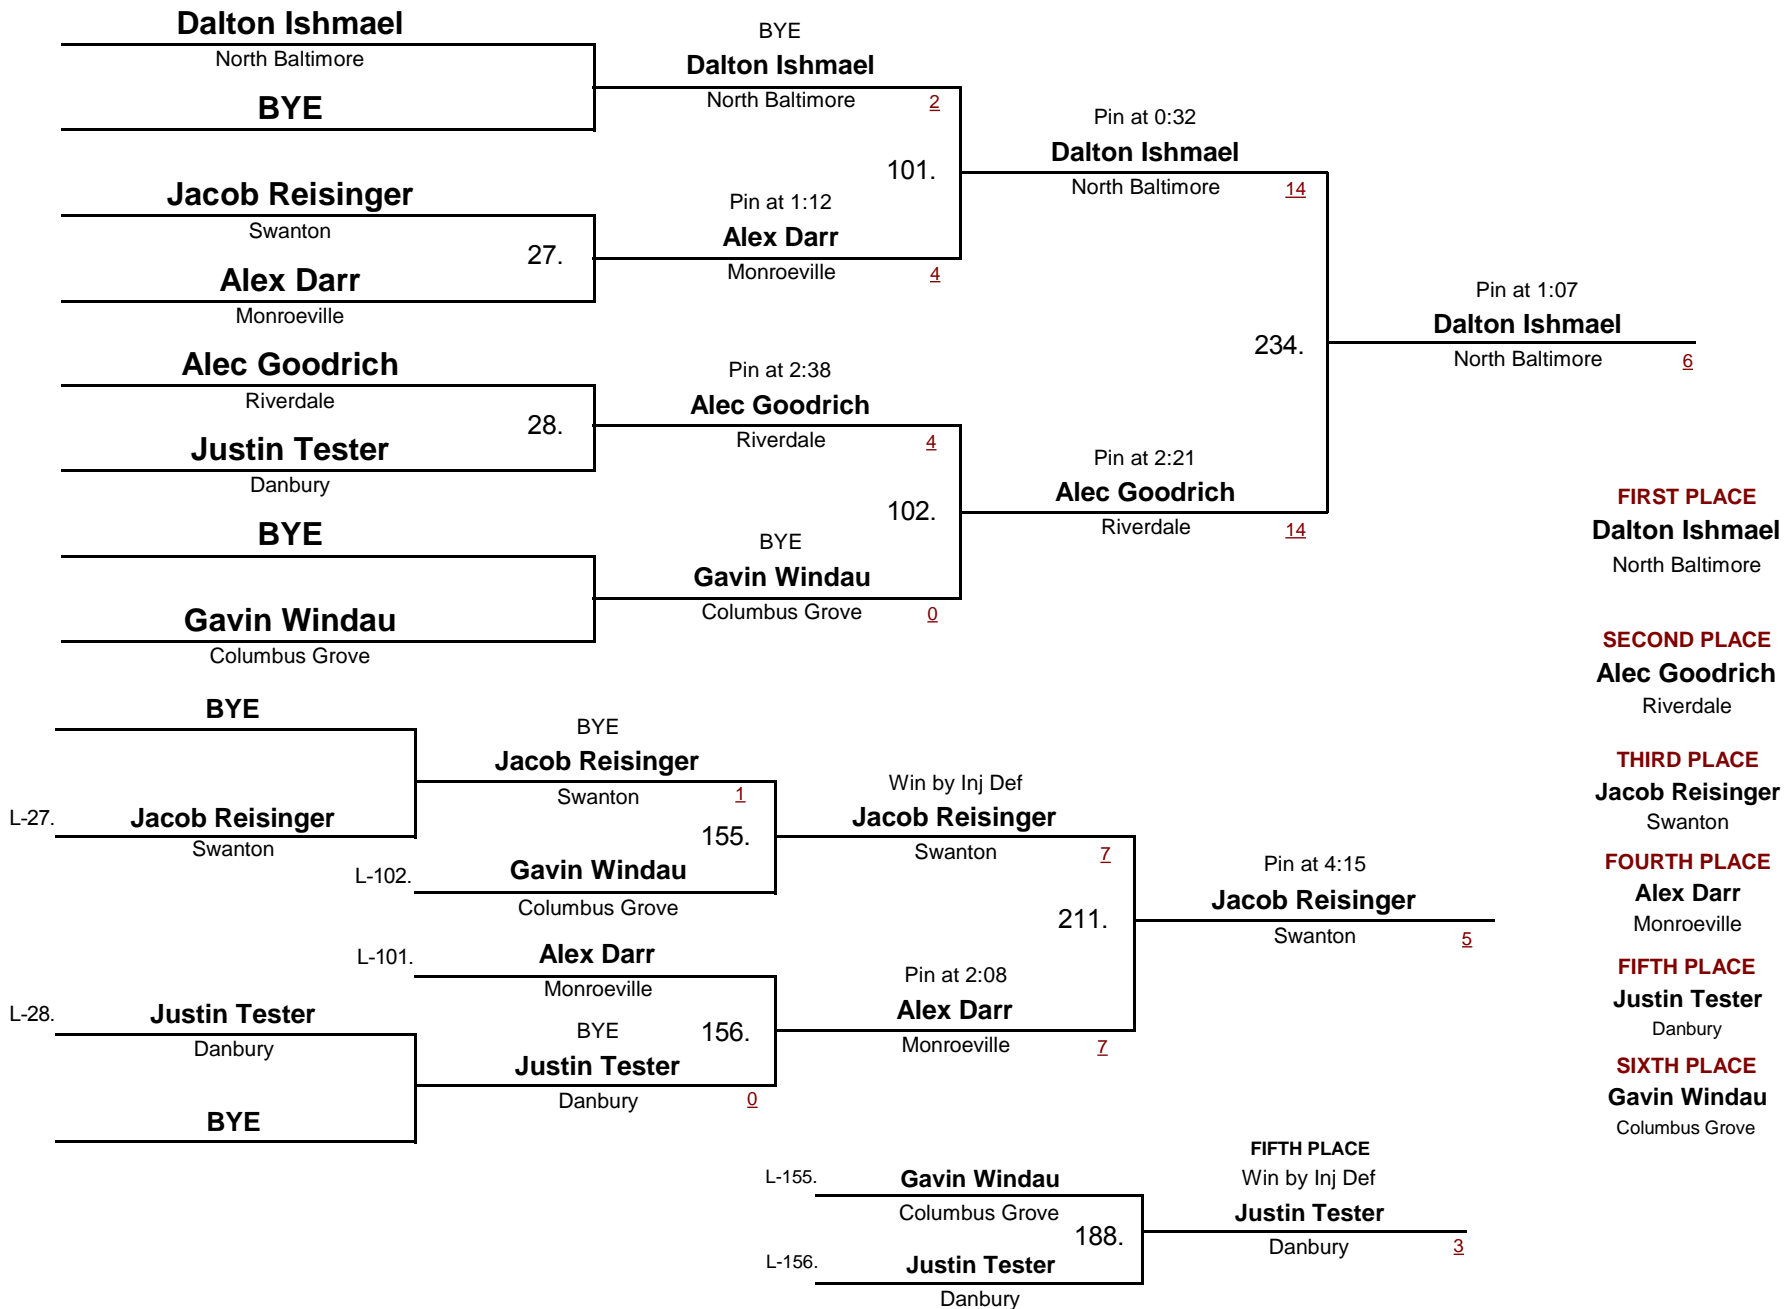 Dalton Ishmael
North Baltimore
BYE
Jacob Reisinger
Swanton
27.
Alex Darr
Monroeville
Alec Goodrich
Riverdale
28.
Justin Tester
Danbury
BYE
Gavin Windau
Columbus Grove
BYE
Dalton Ishmael
North Baltimore 2
101.
Pin at 1:12
Alex Darr
Monroeville 4
Pin at 2:38
Alec Goodrich
Riverdale 4
102.
BYE
Gavin Windau
Columbus Grove 0
Pin at 0:32
Dalton Ishmael
North Baltimore 14
234.
Pin at 2:21
Alec Goodrich
Riverdale 14
Pin at 1:07
Dalton Ishmael
North Baltimore 6
BYE
L-27. Jacob Reisinger
Swanton
L-28. Justin Tester
Danbury
BYE
BYE
Jacob Reisinger
Swanton 1
155.
L-102. Gavin Windau
Columbus Grove
L-101. Alex Darr
Monroeville
BYE 156.
Justin Tester
Danbury 0
Win by Inj Def
Jacob Reisinger
Swanton 7
211.
Pin at 2:08
Alex Darr
Monroeville 7
Pin at 4:15
Jacob Reisinger
Swanton 5
L-155. Gavin Windau
Columbus Grove
188.
L-156. Justin Tester
Danbury
FIFTH PLACE
Win by Inj Def
Justin Tester
Danbury 3
FIRST PLACE
Dalton Ishmael
North Baltimore
SECOND PLACE
Alec Goodrich
Riverdale
THIRD PLACE
Jacob Reisinger
Swanton
FOURTH PLACE
Alex Darr
Monroeville
FIFTH PLACE
Justin Tester
Danbury
SIXTH PLACE
Gavin Windau
Columbus Grove